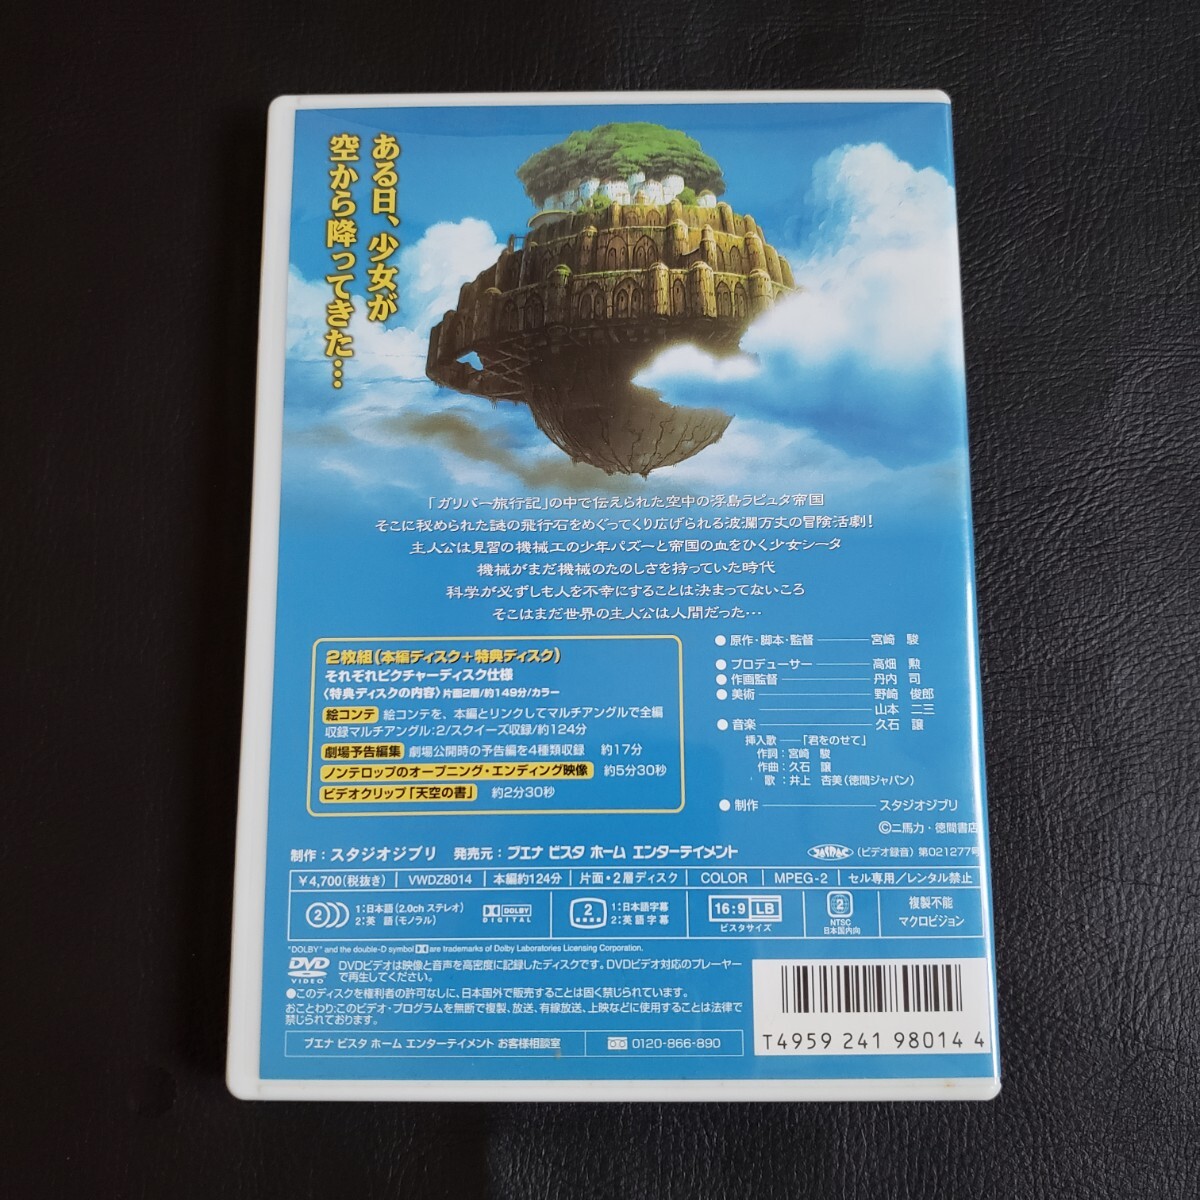 ある日、少女が
空から降ってきた…
「ガリバー旅行記」の中で伝えられた空中の浮島ラピュタ帝国
そこに秘められた謎の飛行石をめぐってくり広げられる波瀾万丈の冒険活劇！
主人公は見習の機械工の少年パズーと帝国の血をひく少女シータ
機械がまだ機械のたのしさを持っていた時代
科学が必ずしも人を不幸にすることは決まってないころ
そこはまだ世界の主人公は人間だった…
2枚組(本編ディスク+特典ディスク)
それぞれピクチャーディスク仕様
〈特典ディスクの内容〉片面2層/約149分/カラー
絵コンテ 絵コンテを、本編とリンクしてマルチアングルで全編
収録マルチアングル:2/スクイーズ収録/約124分
劇場予告編集 劇場公開時の予告編を4種類収録 約17分
ノンテロップのオープニング・エンディング映像 約5分30秒
ビデオクリップ「天空の書」 約2分30秒
●原作・脚本・監督 宮崎 駿
●プロデューサー 高畑 勲
●作画監督 丹内 司
●美術 野崎 俊郎
山本 二三
●音楽 久石 譲
挿入歌 「君をのせて」
作詞：宮崎 駿
作曲：久石 譲
歌：井上 杏美(徳間ジャパン)
●制作 スタジオジブリ
©二馬力・徳間書店
制作：スタジオジブリ 発売元：ブエナ ビスタ ホーム エンターテイメント
JASRAC (ビデオ録音) 第021277号
¥4,700(税抜き) VWDZ8014 本編約124分 片面・2層ディスク COLOR MPEG-2 セル専用/レンタル禁止
2 1:日本語(2.0ch ステレオ)
2:英 語(モノラル)
DOLBY DIGITAL
2 1:日本語字幕
2:英語字幕
16:9 LB
ビスタサイズ
2
NTSC
日本国内向
複製不能
マクロビジョン
"DOLBY" and the double-D symbol are trademarks of Dolby Laboratories Licensing Corporation.
DVD VIDEO
DVDビデオは映像と音声を高密度に記録したディスクです。DVDビデオ対応のプレーヤー
で再生してください。
●このディスクを権利者の許可なしに、日本国外で販売することは固く禁じられています。
おことわり:このビデオ・プログラムを無断で複製、放送、有線放送、上映などに使用することは法律で
禁じられております。
ブエナ ビスタ ホーム エンターテイメント お客様相談室 0120-866-890
T4959 241 98014 4